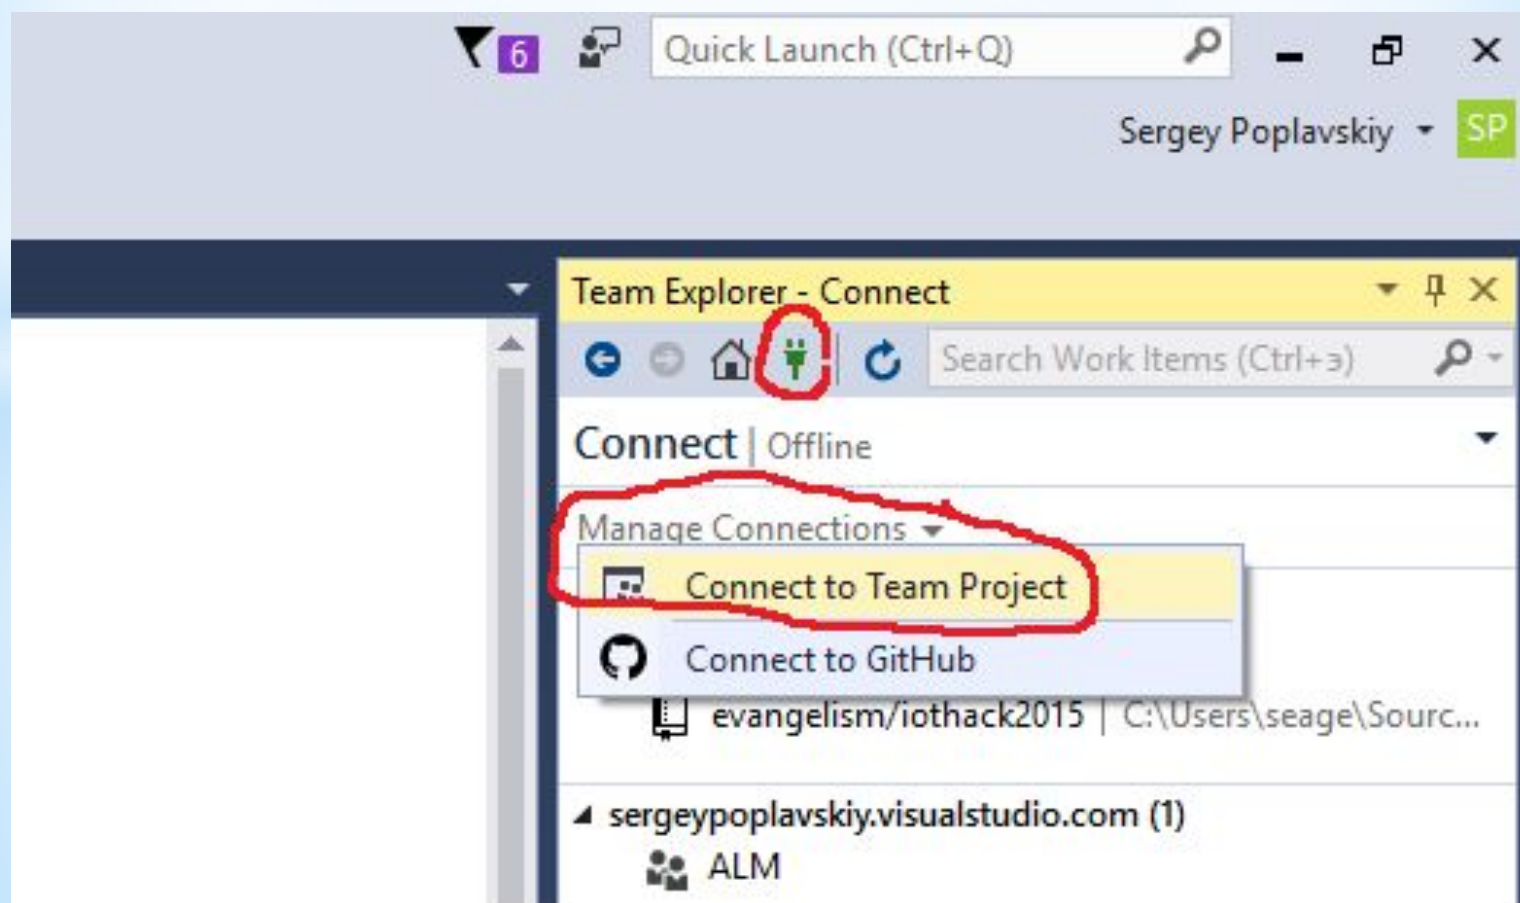 6
Quick Launch (Ctrl+Q)
Sergey Poplavskiy
SP
Team Explorer - Connect
Search Work Items (Ctrl+э)
Connect | Offline
Manage Connections
Connect to Team Project
Connect to GitHub
evangelism/iothack2015 | C:\Users\seage\Sourc...
sergeypoplavskiy.visualstudio.com (1)
ALM